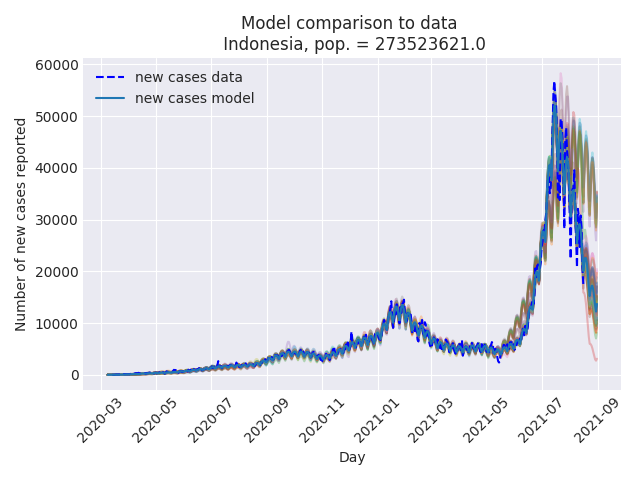 Model comparison to data
Indonesia, pop. = 273523621.0
new cases data
new cases model
Number of new cases reported
60000
50000
40000
30000
20000
10000
0
2020-03
2020-05
2020-07
2020-09
2020-11
2021-01
2021-03
2021-05
2021-07
2021-09
Day